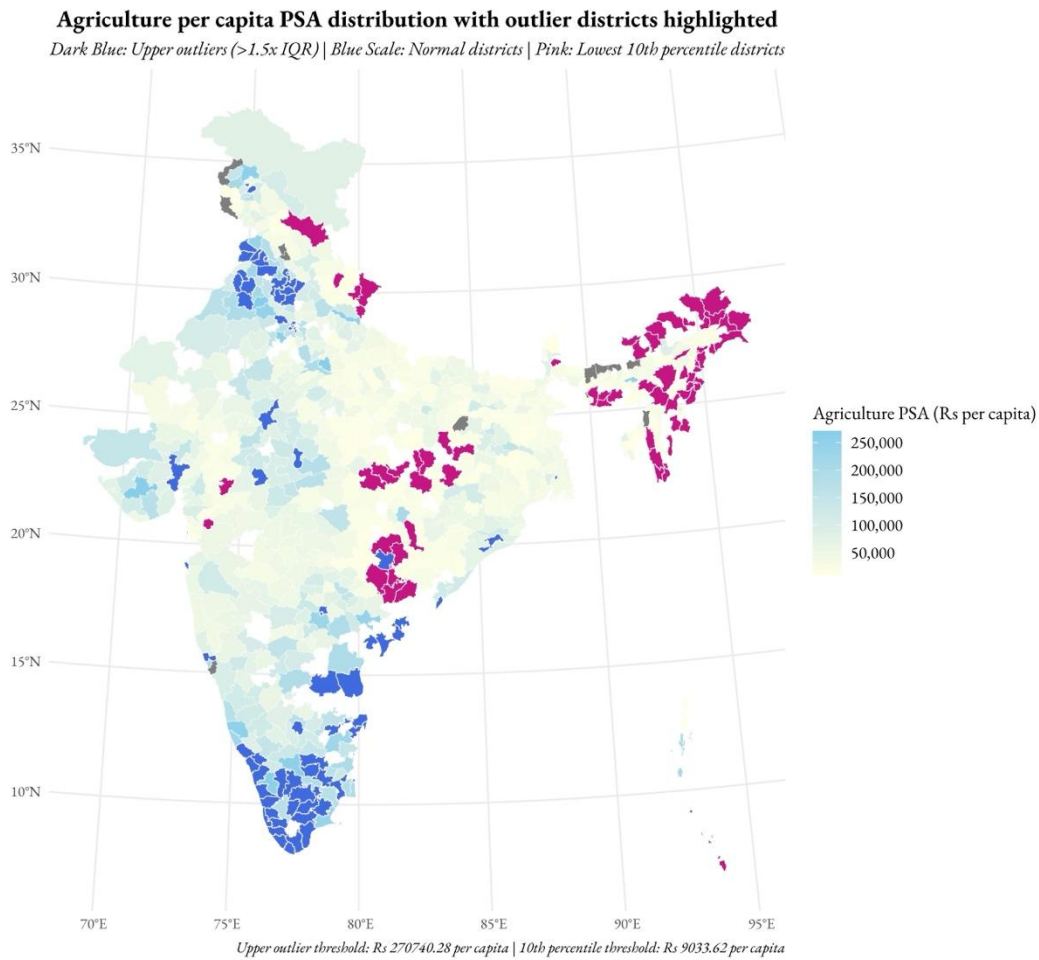 Agriculture per capita PSA distribution with outlier districts highlighted
Dark Blue: Upper outliers (>1.5x IQR) | Blue Scale: Normal districts | Pink: Lowest 10th percentile districts
35°N
30°N
25°N
20°N
15°N
10°N
70°E
75°E
80°E
85°E
90°E
95°E
Agriculture PSA (Rs per capita)
250,000
200,000
150,000
100,000
50,000
Upper outlier threshold: Rs 270740.28 per capita | 10th percentile threshold: Rs 9033.62 per capita